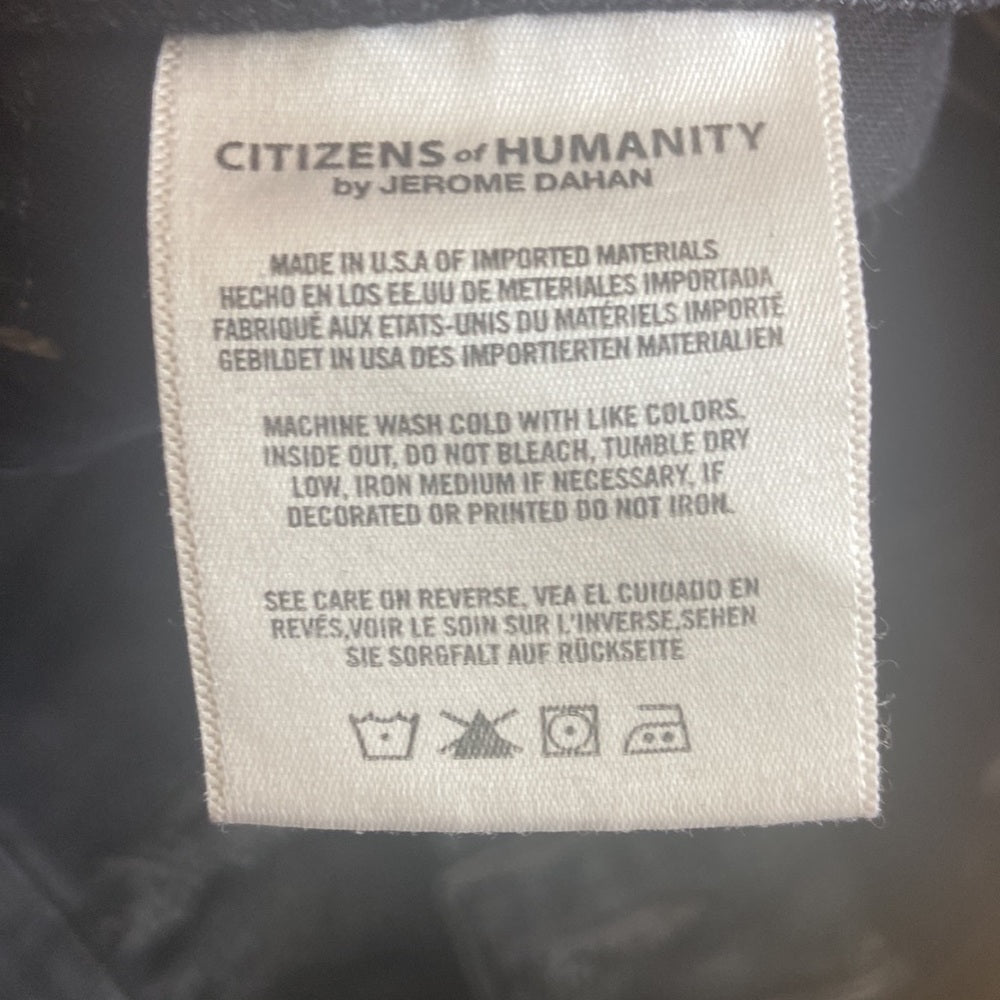 CITIZENS of HUMANITY
by JEROME DAHAN
MADE IN U.S.A OF IMPORTED MATERIALS
HECHO EN LOS EE.UU DE METERIALES IMPORTADA
FABRIQUÉ AUX ETATS-UNIS DU MATÉRIELS IMPORTÉ
GEBILDET IN USA DES IMPORTIERTEN MATERIALIEN
MACHINE WASH COLD WITH LIKE COLORS.
INSIDE OUT, DO NOT BLEACH, TUMBLE DRY
LOW, IRON MEDIUM IF NECESSARY, IF
DECORATED OR PRINTED DO NOT IRON.
SEE CARE ON REVERSE, VEA EL CUIDADO EN
REVÉS,VOIR LE SOIN SUR L'INVERSE,SEHEN
SIE SORGFALT AUF RÜCKSEITE